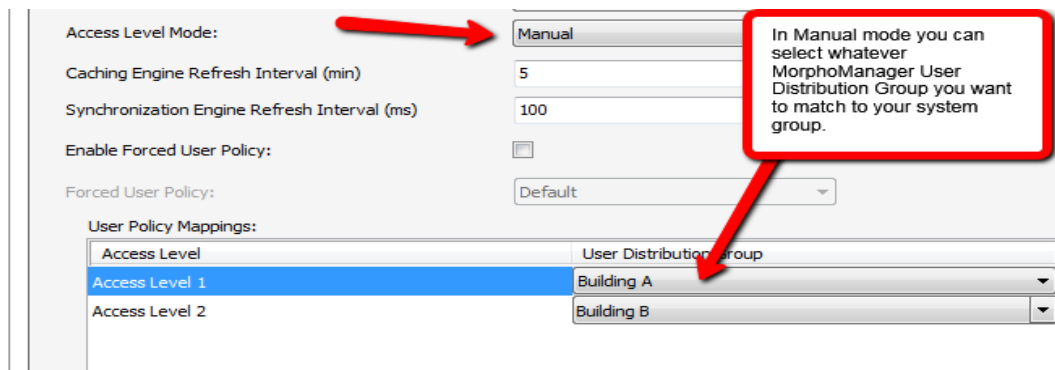 Access Level Mode:
Manual
Caching Engine Refresh Interval (min)
5
Synchronization Engine Refresh Interval (ms)
100
Enable Forced User Policy:
Forced User Policy:
Default
User Policy Mappings:
Access Level
User Distribution Group
Access Level 1
Building A
Access Level 2
Building B
In Manual mode you can
select whatever
MorphoManager User
Distribution Group you want
to match to your system
group.